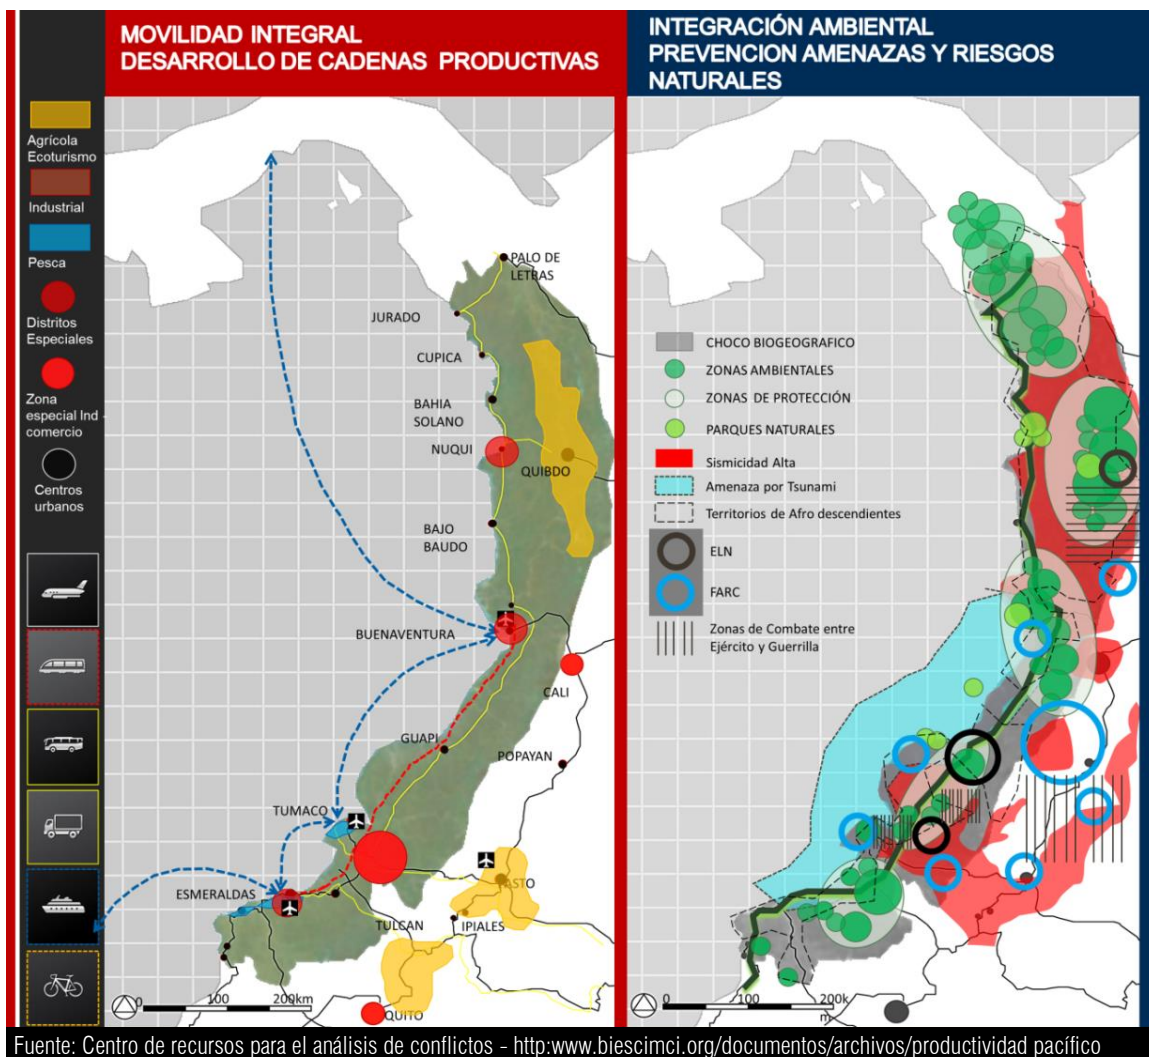 MOVILIDAD INTEGRAL
DESARROLLO DE CADENAS PRODUCTIVAS
Agrícola
Ecoturismo
Industrial
Pesca
Distritos
Especiales
Zona
especial Ind -
comercio
Centros
urbanos
PALO DE
LETRAS
JURADO
CUPICA
BAHIA
SOLANO
NUQUI
QUIBDO
BAJO
BAUDO
BUENAVENTURA
CALI
GUAPI
POPAYAN
TUMACO
PASTO
ESMERALDAS
TULCAN
IPIALES
QUITO
0 100 200km
INTEGRACIÓN AMBIENTAL
PREVENCION AMENAZAS Y RIESGOS
NATURALES
CHOCO BIOGEOGRAFICO
ZONAS AMBIENTALES
ZONAS DE PROTECCIÓN
PARQUES NATURALES
Sismicidad Alta
Amenaza por Tsunami
Territorios de Afro descendientes
ELN
FARC
Zonas de Combate entre
Ejército y Guerrilla
0 100 200k
m
Fuente: Centro de recursos para el análisis de conflictos - http:www.biescimci.org/documentos/archivos/productividad pacífico